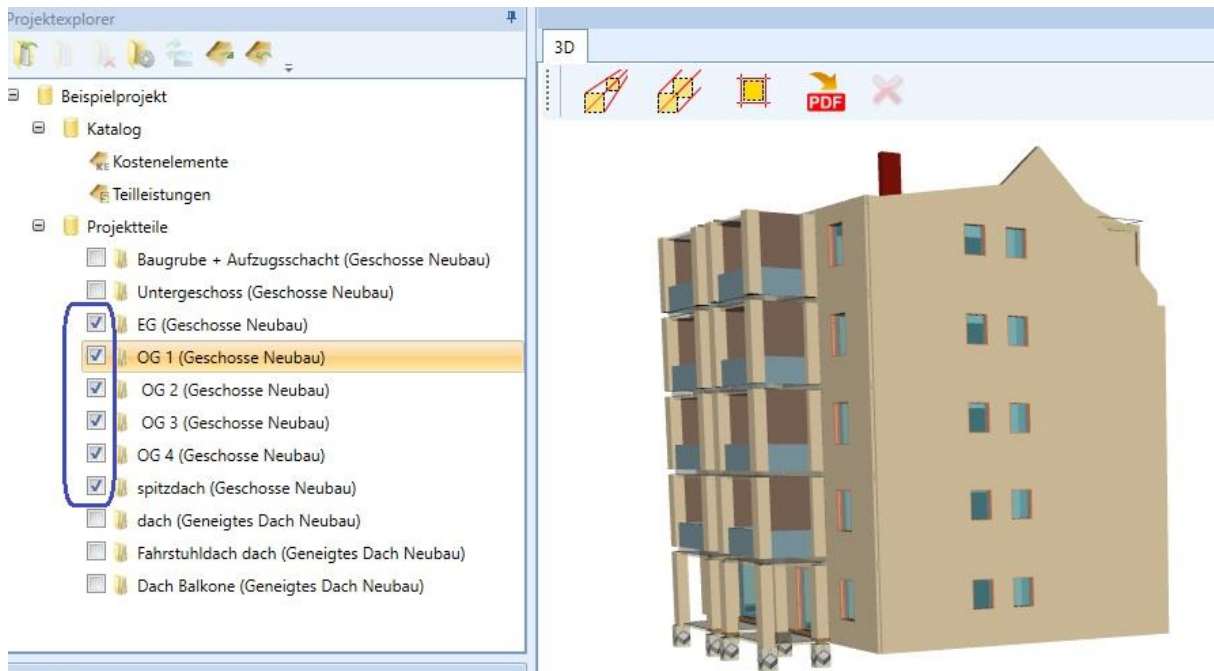 Projektexplorer
Beispielprojekt
Katalog
KE Kostenelemente
E Teilleistungen
Projektteile
Baugrube + Aufzugsschacht (Geschosse Neubau)
Untergeschoss (Geschosse Neubau)
EG (Geschosse Neubau)
OG 1 (Geschosse Neubau)
OG 2 (Geschosse Neubau)
OG 3 (Geschosse Neubau)
OG 4 (Geschosse Neubau)
spitzdach (Geschosse Neubau)
dach (Geneigtes Dach Neubau)
Fahrstuhldach dach (Geneigtes Dach Neubau)
Dach Balkone (Geneigtes Dach Neubau)
3D
PDF